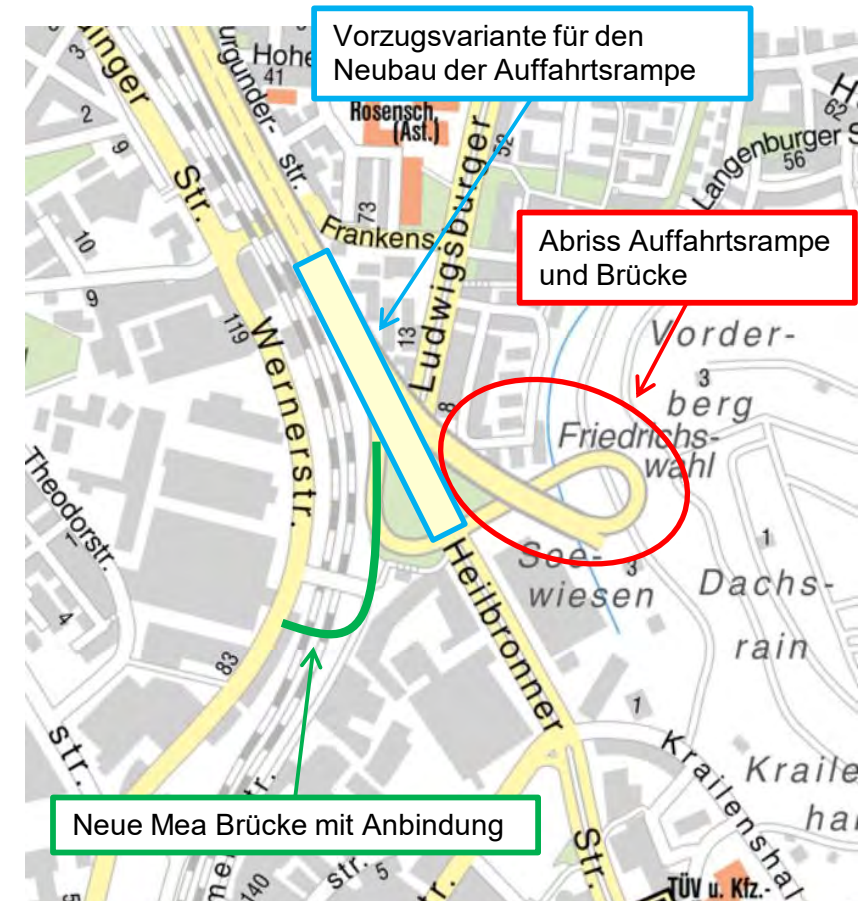 Vorzugsvariante für den
Neubau der Auffahrtsrampe
Abriss Auffahrtsrampe
und Brücke
Neue Mea Brücke mit Anbindung
inger
Str.
3
2
9
10
9
119
Wernerstr.
Theodorstr.
1
4
83
str.
Hohe
41
str.
Rosensch.
(Ast.)
73
Frankens.
Ludwigsburger
52
13
8
62
Langenburger S
56
Vorder-
berg
3
Friedrichs-
wahl
See-
wiesen
3
Dachs-
rain
1
1
Heilbronner
Str.
Krailenshal
Kraile
ha
140
str.
5
TÜV u. Kfz.-